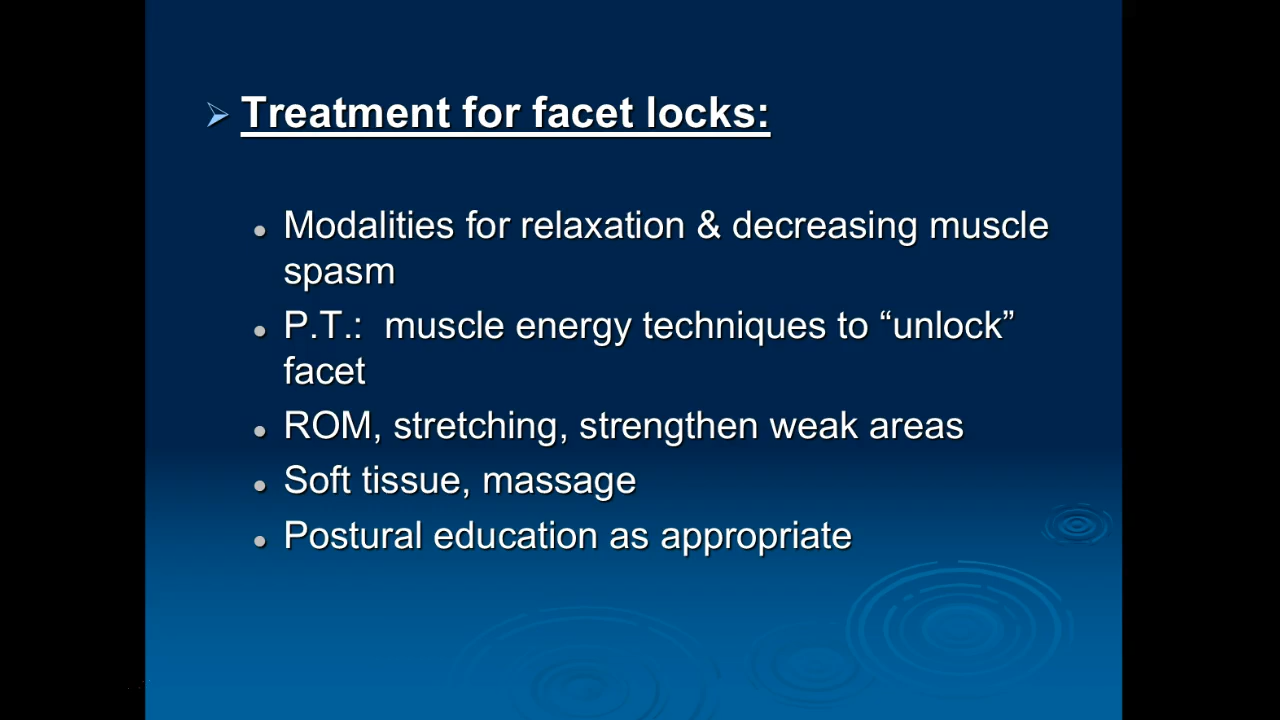 Treatment for facet locks:
Modalities for relaxation & decreasing muscle
spasm
P.T.:  muscle energy techniques to “unlock”
facet
ROM, stretching, strengthen weak areas
Soft tissue, massage
Postural education as appropriate